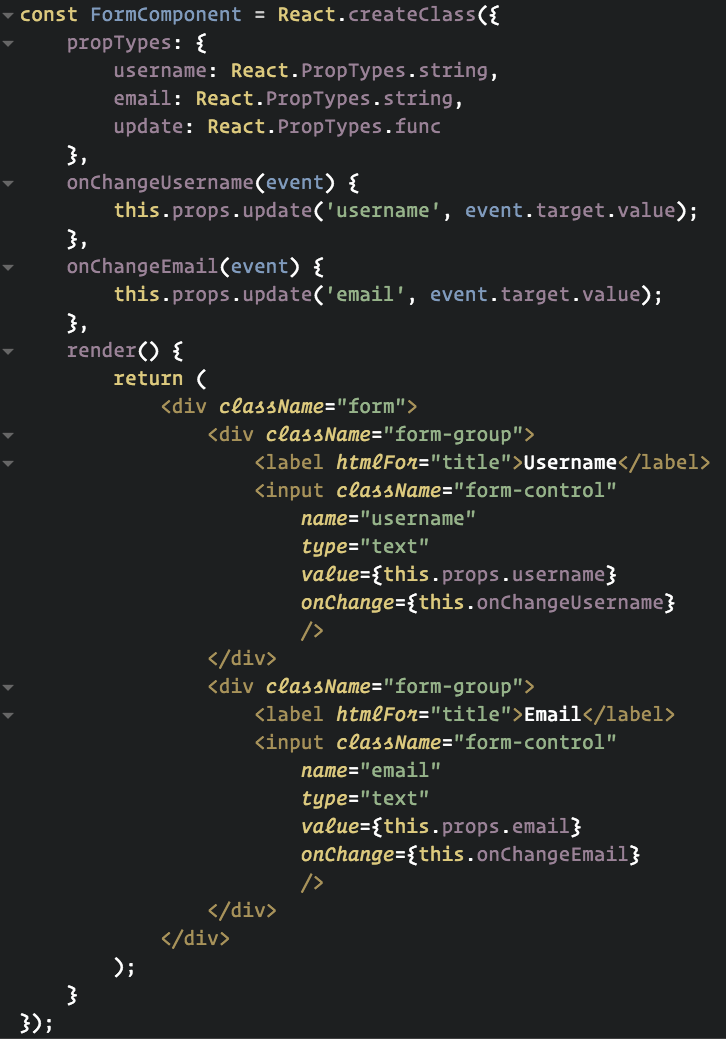 const FormComponent = React.createClass({
    propTypes: {
        username: React.PropTypes.string,
        email: React.PropTypes.string,
        update: React.PropTypes.func
    },
    onChangeUsername(event) {
        this.props.update('username', event.target.value);
    },
    onChangeEmail(event) {
        this.props.update('email', event.target.value);
    },
    render() {
        return (
            <div className="form">
                <div className="form-group">
                    <label htmlFor="title">Username</label>
                    <input className="form-control"
                        name="username"
                        type="text"
                        value={this.props.username}
                        onChange={this.onChangeUsername}
                        />
                </div>
                <div className="form-group">
                    <label htmlFor="title">Email</label>
                    <input className="form-control"
                        name="email"
                        type="text"
                        value={this.props.email}
                        onChange={this.onChangeEmail}
                        />
                </div>
            </div>
        );
    }
});